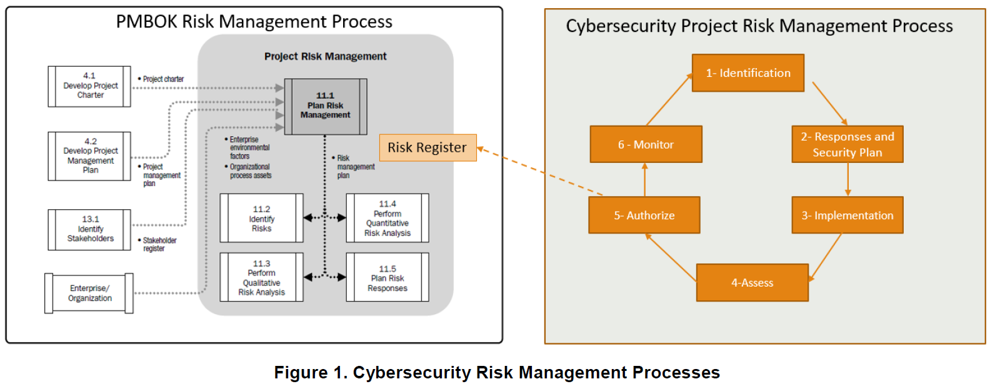 PMBOK Risk Management Process
Project Risk Management
4.1
Develop Project
Charter
• Project charter
11.1
Plan Risk
Management
4.2
Develop Project
Management
Plan
• Project
management
plan
• Enterprise
environmental
factors
• Organizational
process assets
• Risk
management
plan
13.1
Identify
Stakeholders
• Stakeholder
register
11.2
Identify
Risks
11.4
Perform
Quantitative
Risk Analysis
11.3
Perform
Qualitative
Risk Analysis
11.5
Plan Risk
Responses
Enterprise/
Organization
Risk Register
Cybersecurity Project Risk Management Process
1- Identification
2- Responses and
Security Plan
3- Implementation
4-Assess
5- Authorize
6 - Monitor
Figure 1. Cybersecurity Risk Management Processes